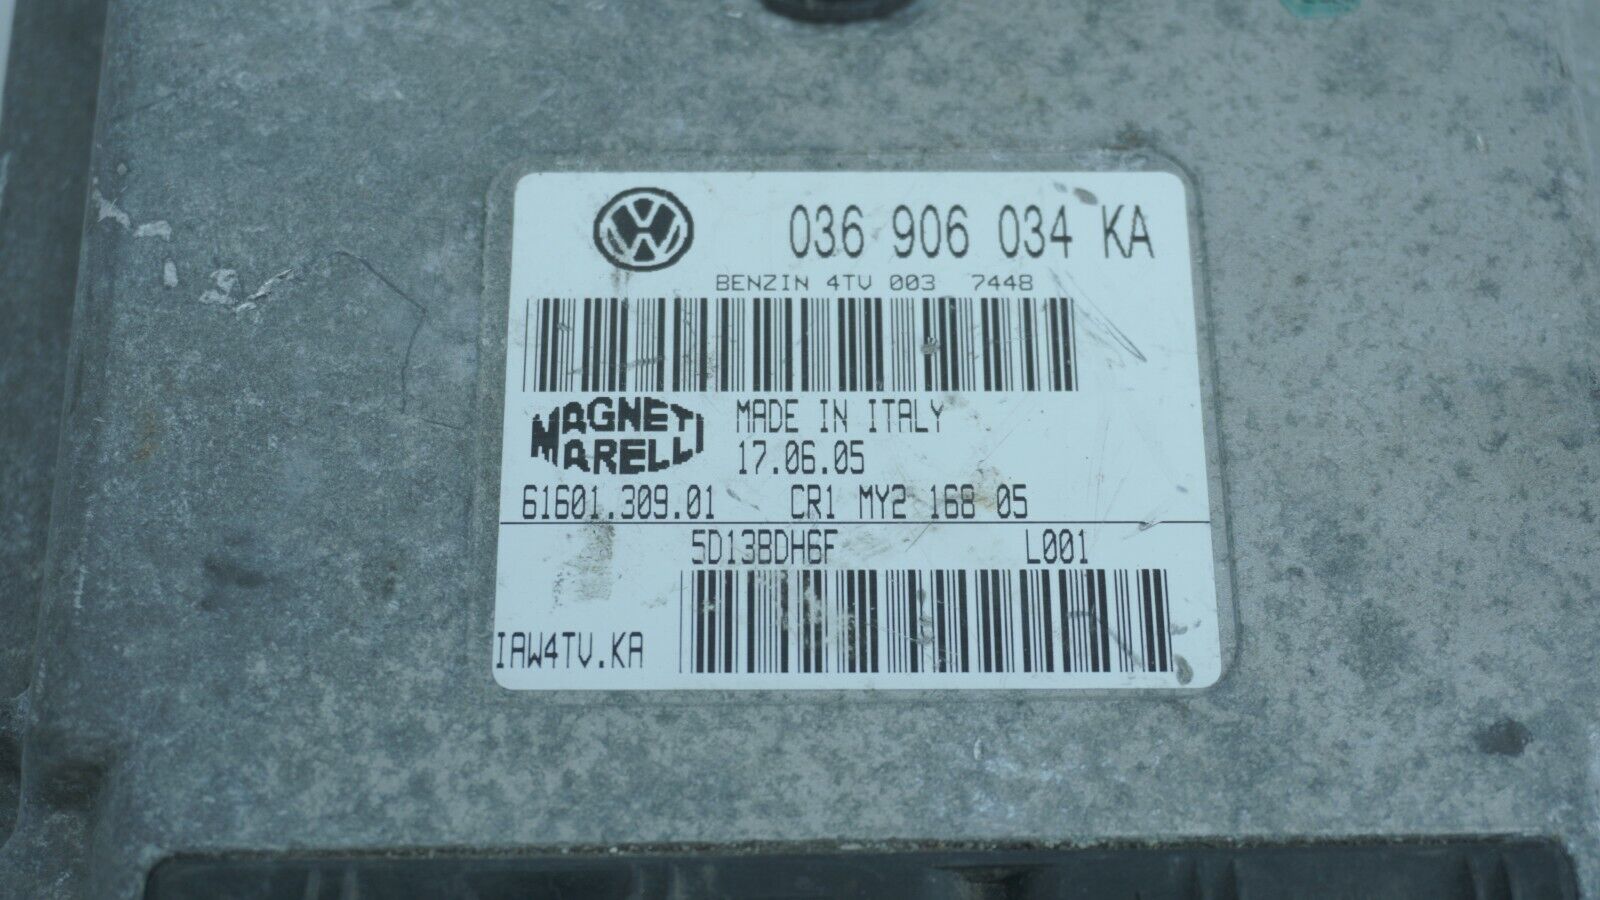 036 906 034 KA
BENZIN 4TV 003 7448
MAGNETI MARELLI
MADE IN ITALY
17.06.05
61601.309.01 CR1 MY2 168 05
5D13BDH6F L001
IAW4TV.KA